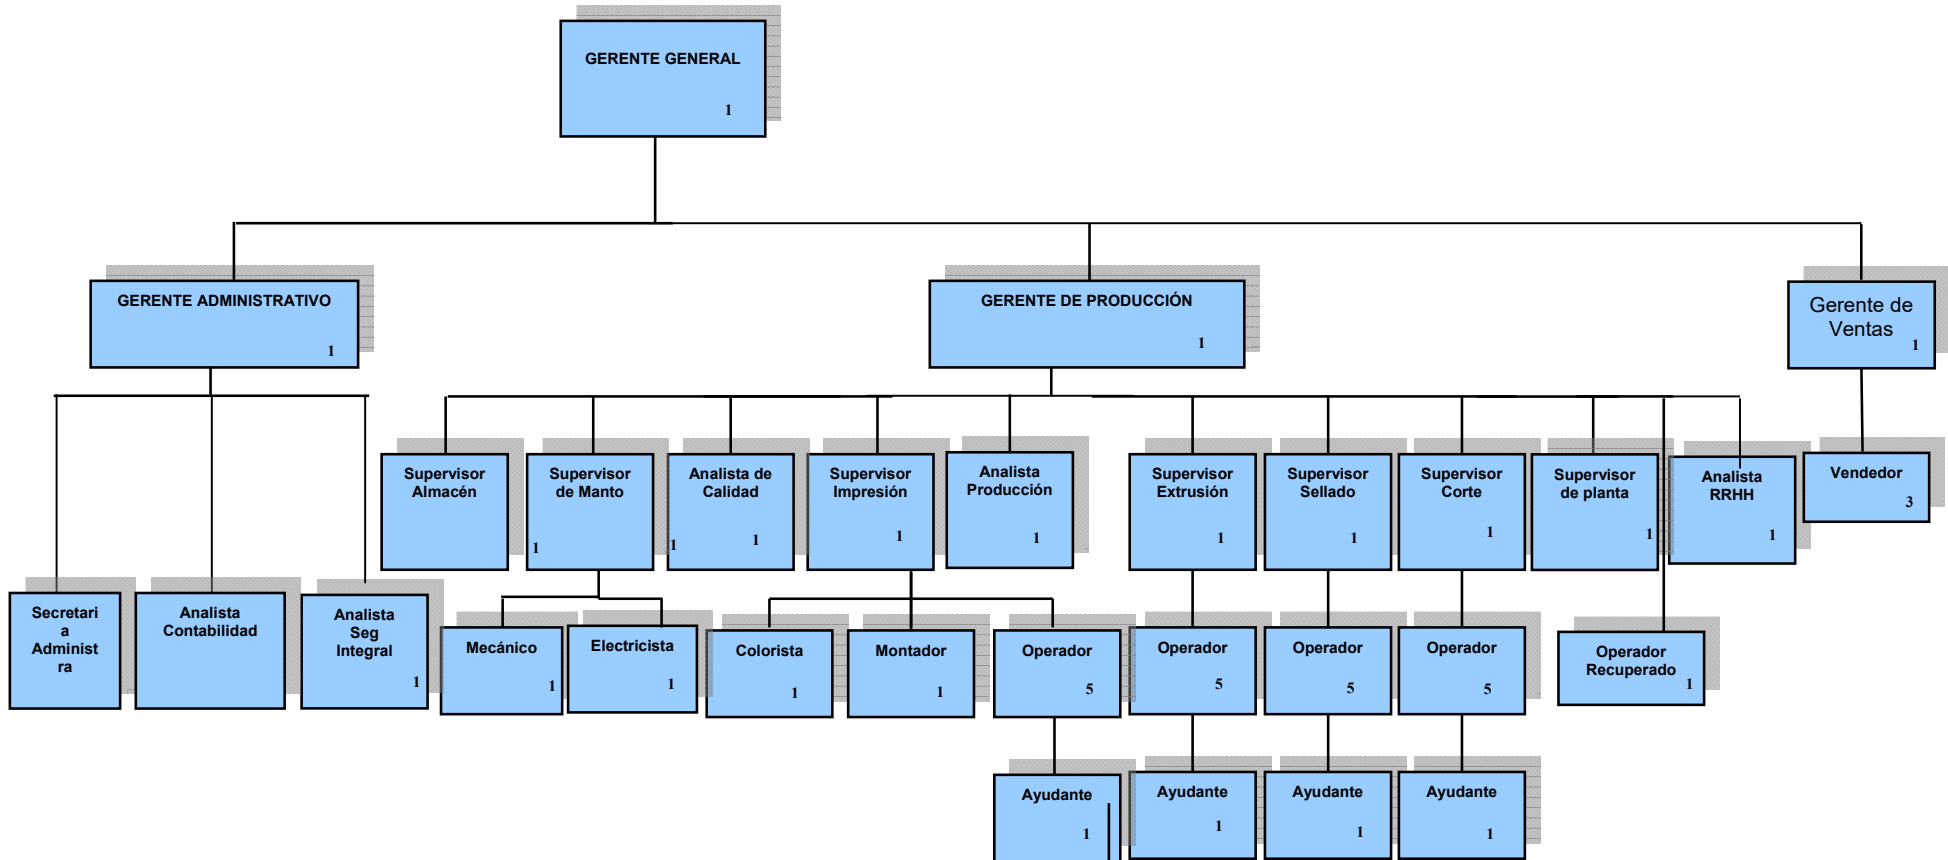 GERENTE GENERAL
1
GERENTE ADMINISTRATIVO
1
GERENTE DE PRODUCCIÓN
1
Gerente de
Ventas
1
Supervisor
Almacén
1
Supervisor
de Manto
1
Analista de
Calidad
1
Supervisor
Impresión
1
Analista
Producción
1
Supervisor
Extrusión
1
Supervisor
Sellado
1
Supervisor
Corte
1
Supervisor
de planta
1
Analista
RRHH
1
Vendedor
3
Secretari
a
Administ
tra
Analista
Contabilidad
Analista
Seg
Integral
1
Mecánico
1
Electricista
1
Colorista
1
Montador
1
Operador
5
Operador
5
Operador
5
Operador
5
Operador
Recuperado
1
Ayudante
1
Ayudante
1
Ayudante
1
Ayudante
1